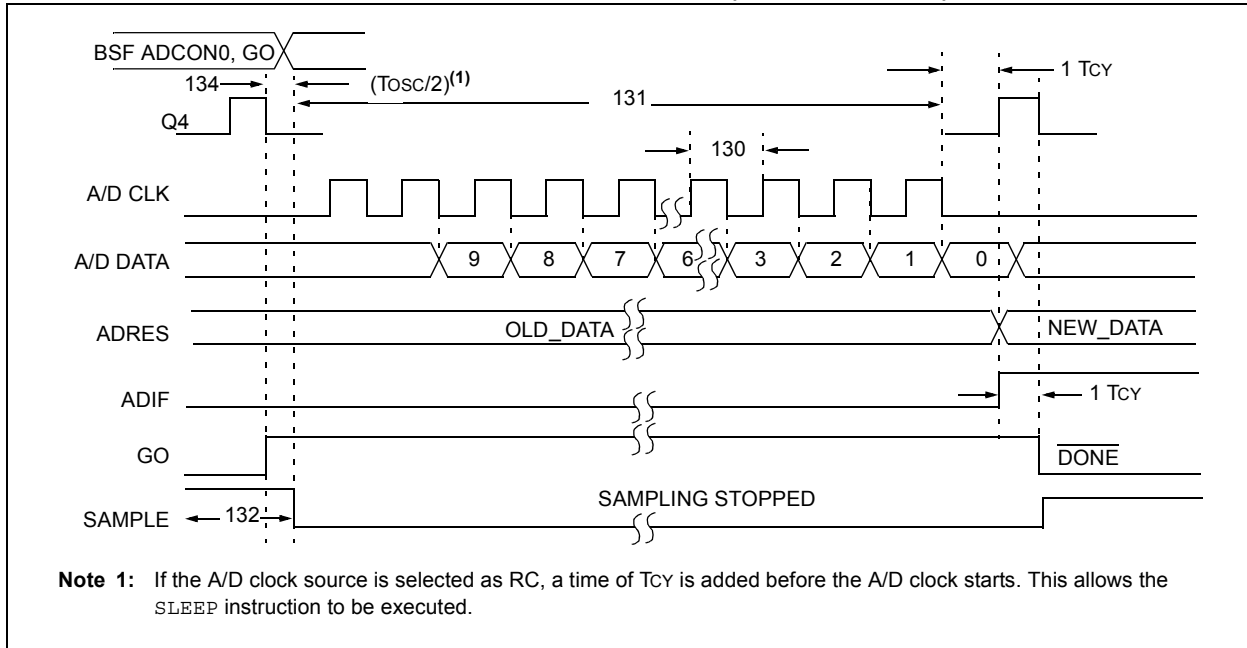 BSF ADCON0, GO
134 (TOSC/2)(1) 131 1 TCY
Q4
130
A/D CLK
A/D DATA 9 8 7 6 3 2 1 0
ADRES OLD_DATA NEW_DATA
ADIF 1 TCY
GO DONE
SAMPLE 132 SAMPLING STOPPED
Note 1: If the A/D clock source is selected as RC, a time of TCY is added before the A/D clock starts. This allows the
SLEEP instruction to be executed.